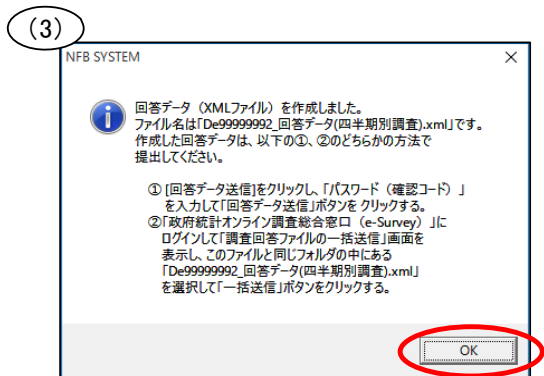 (3)
NFB SYSTEM
回答データ（XMLファイル）を作成しました。
ファイル名は「De99999992_回答データ(四半期別調査).xml」です。
作成した回答データは、以下の①、②のどちらかの方法で
提出してください。
① [回答データ送信]をクリックし、「パスワード（確認コード）」
を入力して「回答データ送信」ボタンをクリックする。
②「政府統計オンライン調査総合窓口（e-Survey）」に
ログインして「調査回答ファイルの一括送信」画面を
表示し、このファイルと同じフォルダの中にある
「De99999992_回答データ(四半期別調査).xml」
を選択して「一括送信」ボタンをクリックする。
OK